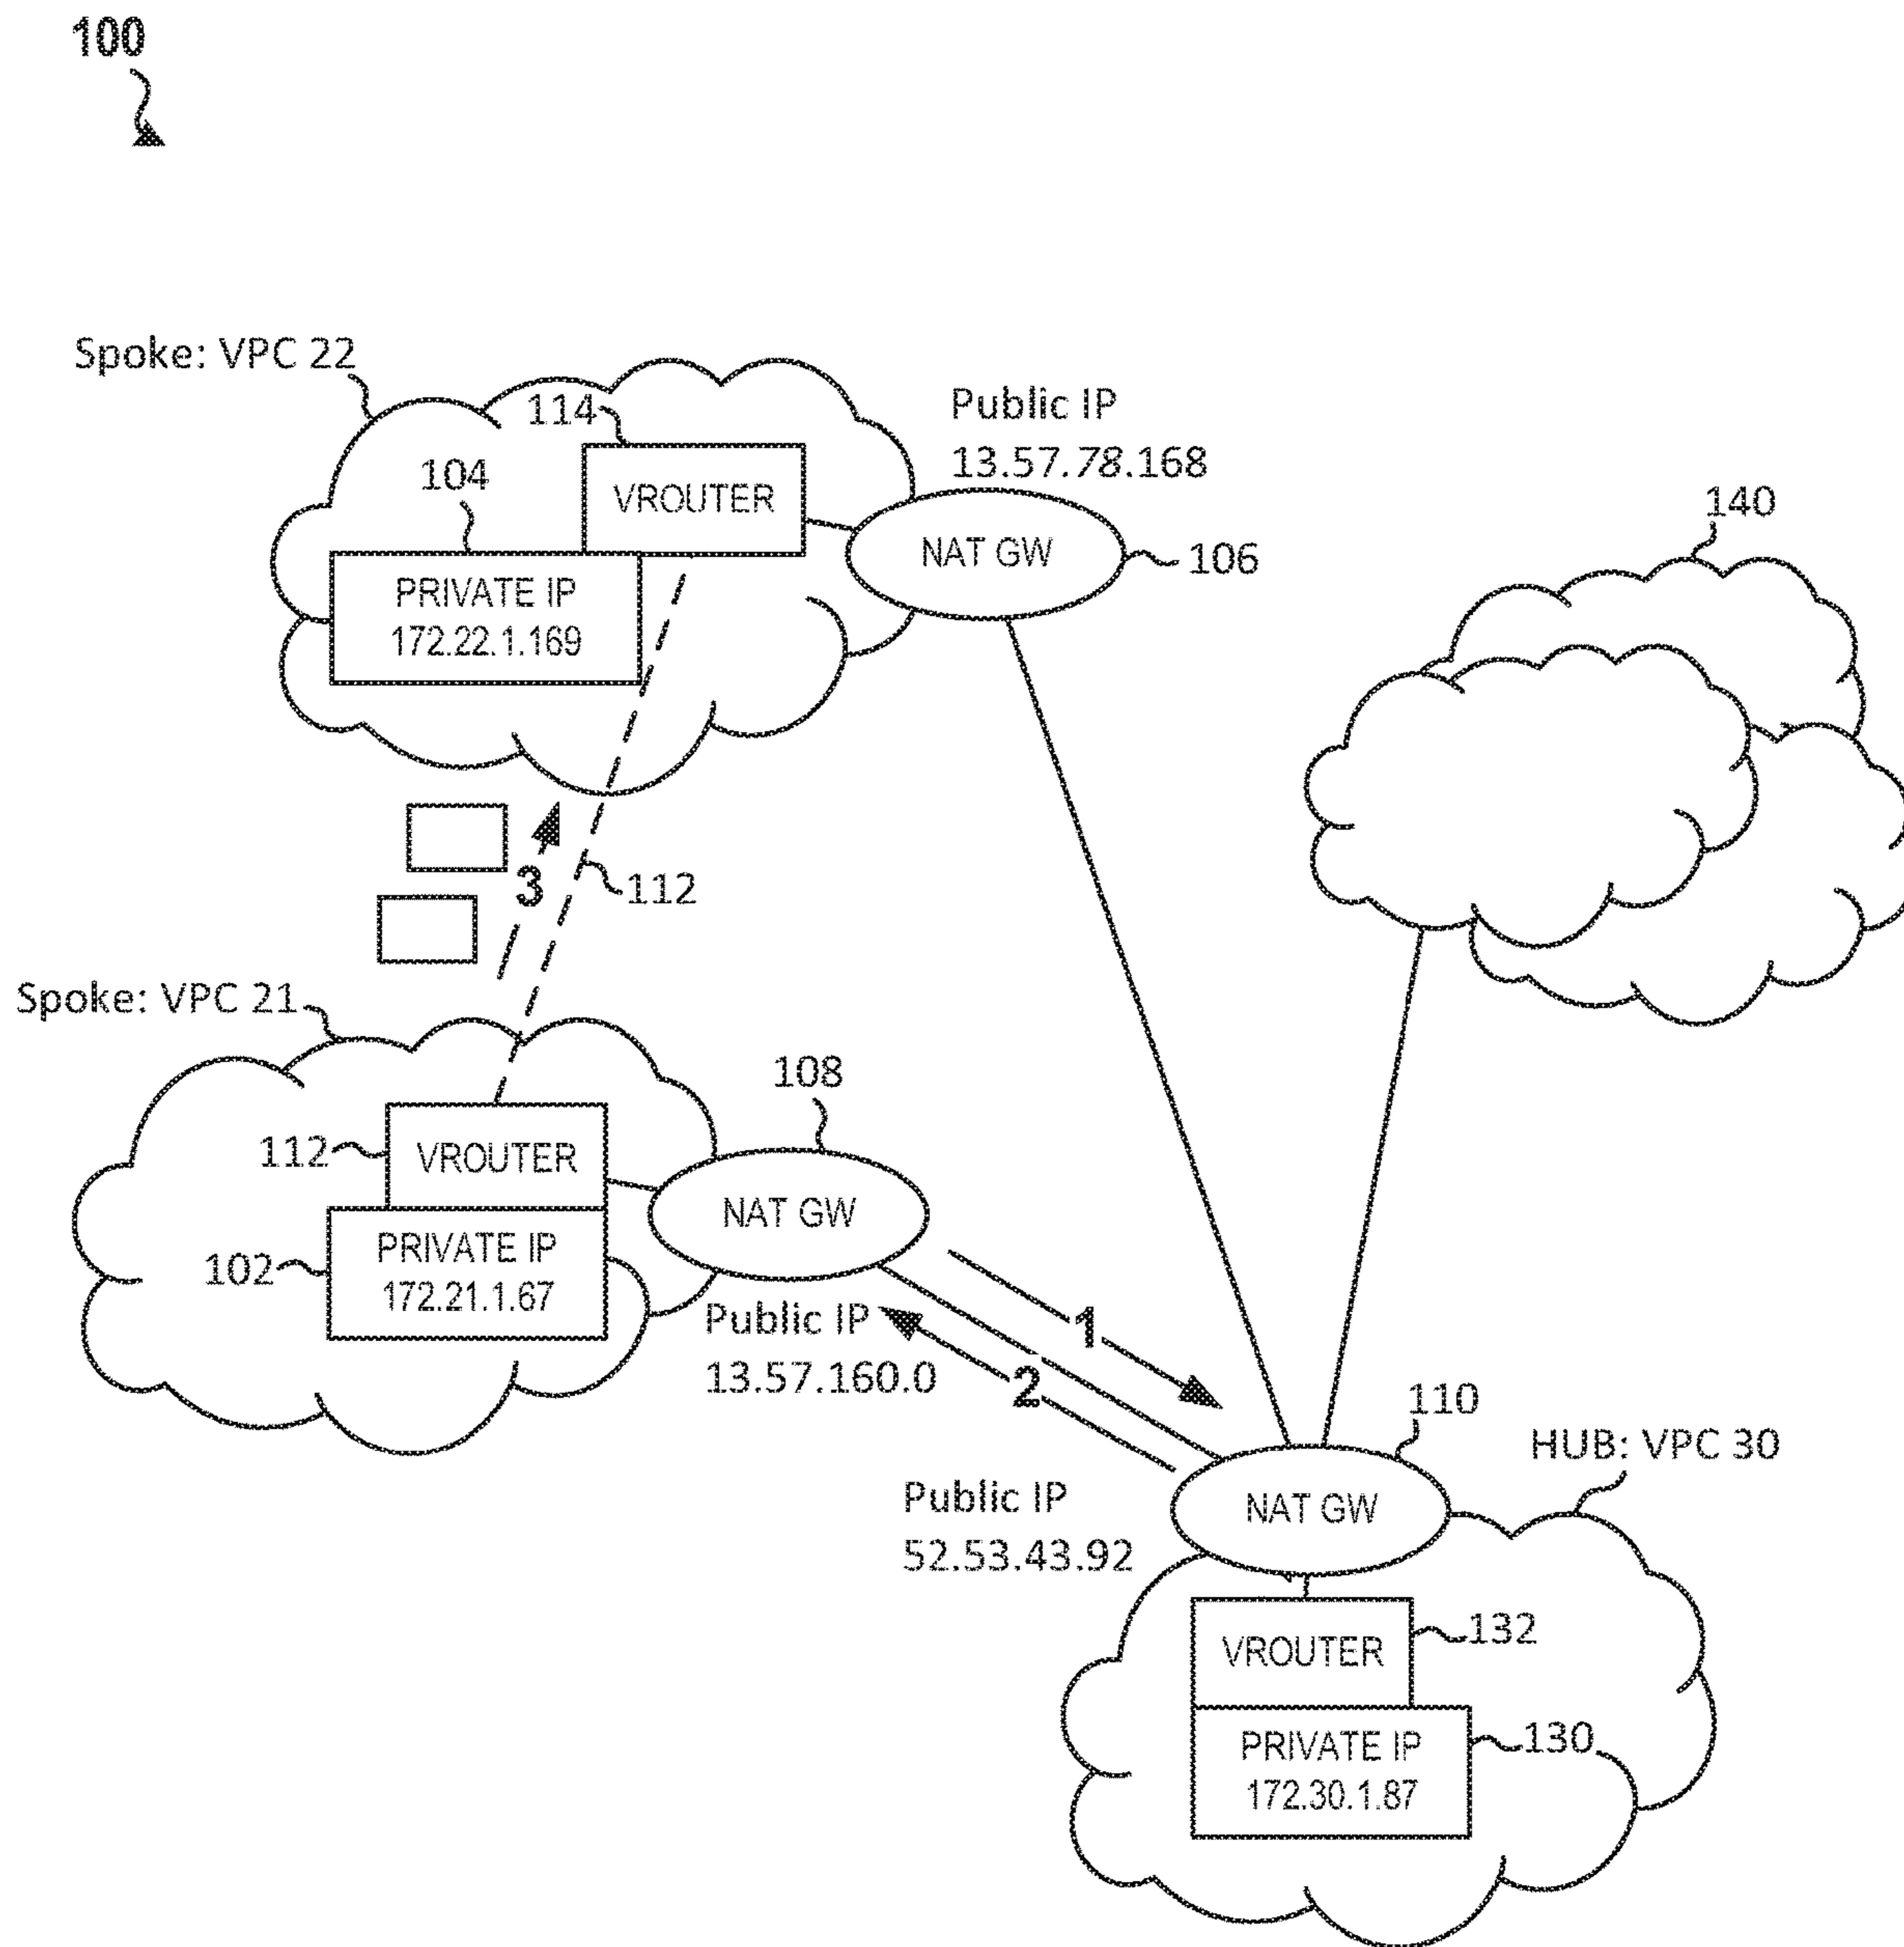 100
Spoke: VPC 22
114
Public IP
13.57.78.168
104
VROUTER
140
NAT GW
106
PRIVATE IP
172.22.1.169
3
112
Spoke: VPC 21
108
112
VROUTER
NAT GW
102
PRIVATE IP
172.21.1.67
Public IP
13.57.160.0
1
2
110
HUB: VPC 30
Public IP
52.53.43.92
NAT GW
VROUTER
132
PRIVATE IP
172.30.1.87
130